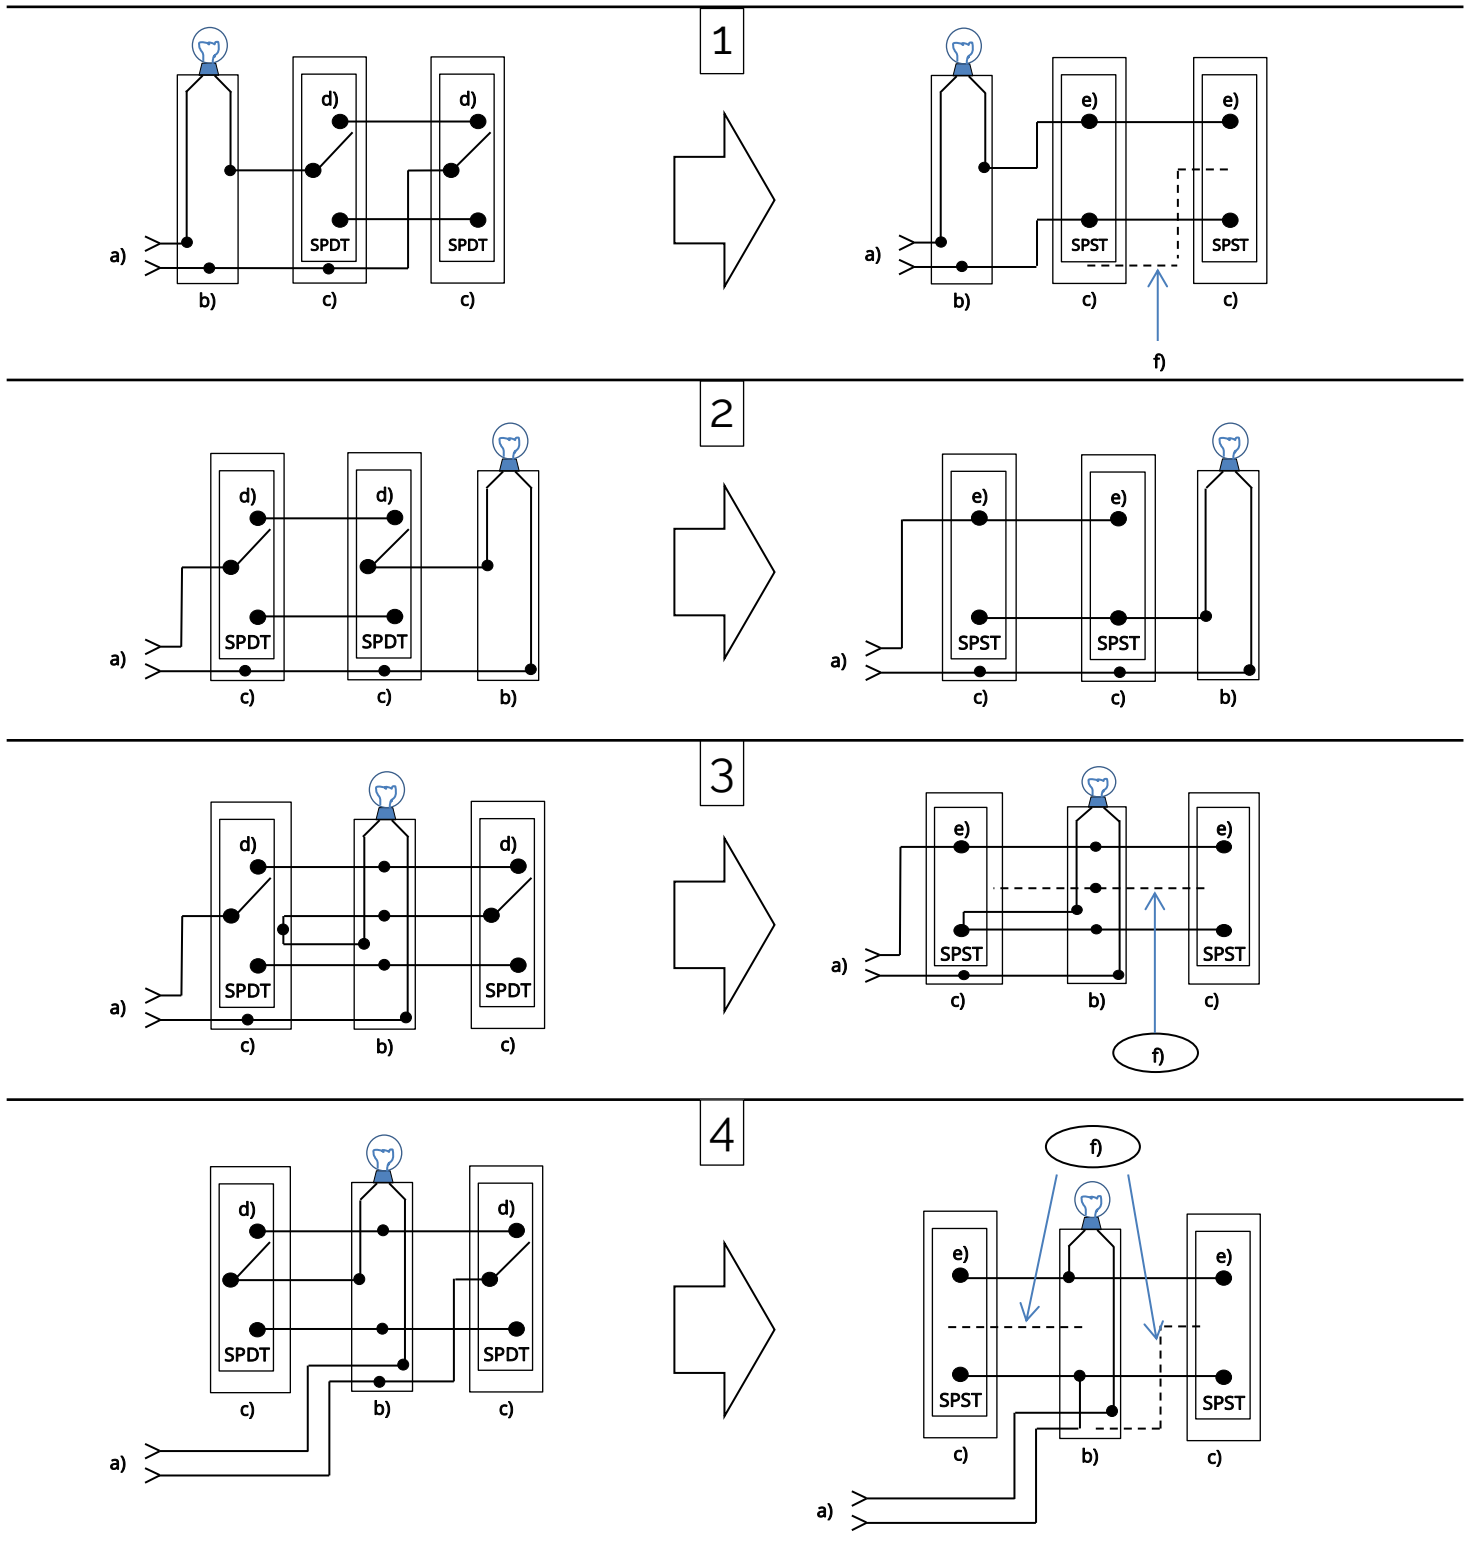 1
d) d) e) e)
SPDT SPDT SPST SPST
a) a)
b) c) c) b) c) c)
f)
2
d) d) e) e)
SPDT SPDT SPST SPST
a) a)
c) c) b) c) c) b)
3
d) d) e) e)
SPDT SPDT SPST SPST
a) a)
c) b) c) c) b) c)
f)
4
f)
d) d) e) e)
SPDT SPDT SPST SPST
c) b) c) c) b) c)
a) a)